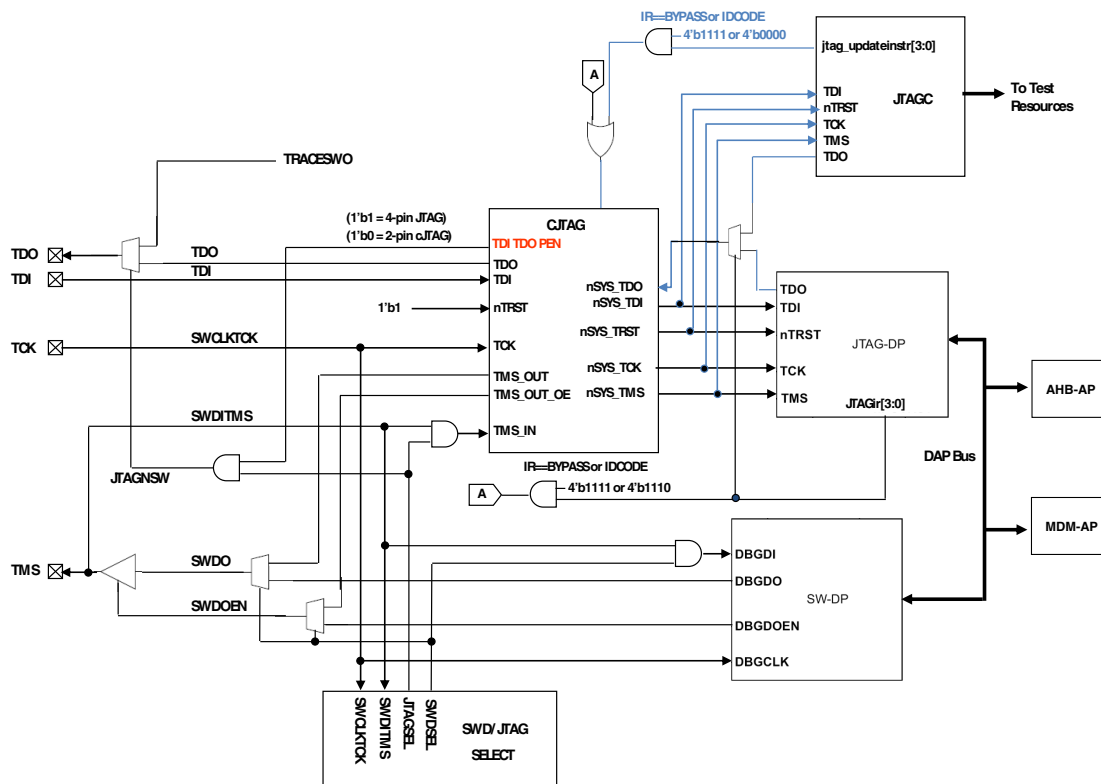 IR==BYPASS or IDCODE
4'b1111 or 4'b0000
jtag_updateinstr[3:0]
A
TDI
nTRST
TCK
TMS
TDO
JTAGC
To Test
Resources
TRACESWO
(1'b1 = 4-pin JTAG)
(1'b0 = 2-pin cJTAG)
CJTAG
TDI TDO PEN
TDO
TDO
TDO
TDI
TDI
TDI
1'b1
nTRST
TCK
SWCLKTCK
TCK
TMS_OUT
TMS_OUT_OE
SWDITMS
TMS_IN
nSYS_TDO
nSYS_TDI
nSYS_TRST
nSYS_TCK
nSYS_TMS
TDO
TDI
nTRST
JTAG-DP
TCK
TMS
JTAGir[3:0]
AHB-AP
DAP Bus
MDM-AP
JTAGNSW
IR==BYPASS or IDCODE
4'b1111 or 4'b1110
A
TMS
SWDO
SWDOEN
DBGDI
DBGDO
SW-DP
DBGDOEN
DBGCLK
SWCLKTCK
SWDITMS
JTAGSEL
SWDSEL
SWD/JTAG
SELECT